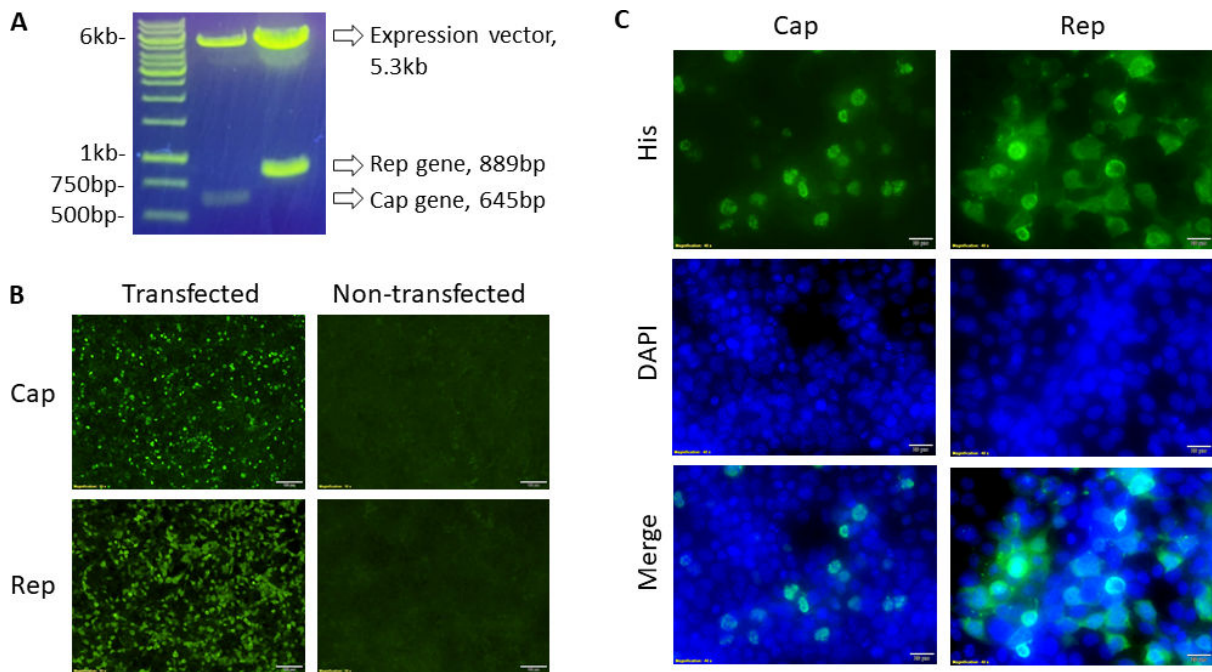 A
6kb-
1kb-
750bp-
500bp-
Expression vector,
5.3kb
Rep gene, 889bp
Cap gene, 645bp
B
Transfected
Non-transfected
Cap
Rep
C
Cap
Rep
His
DAPI
Merge